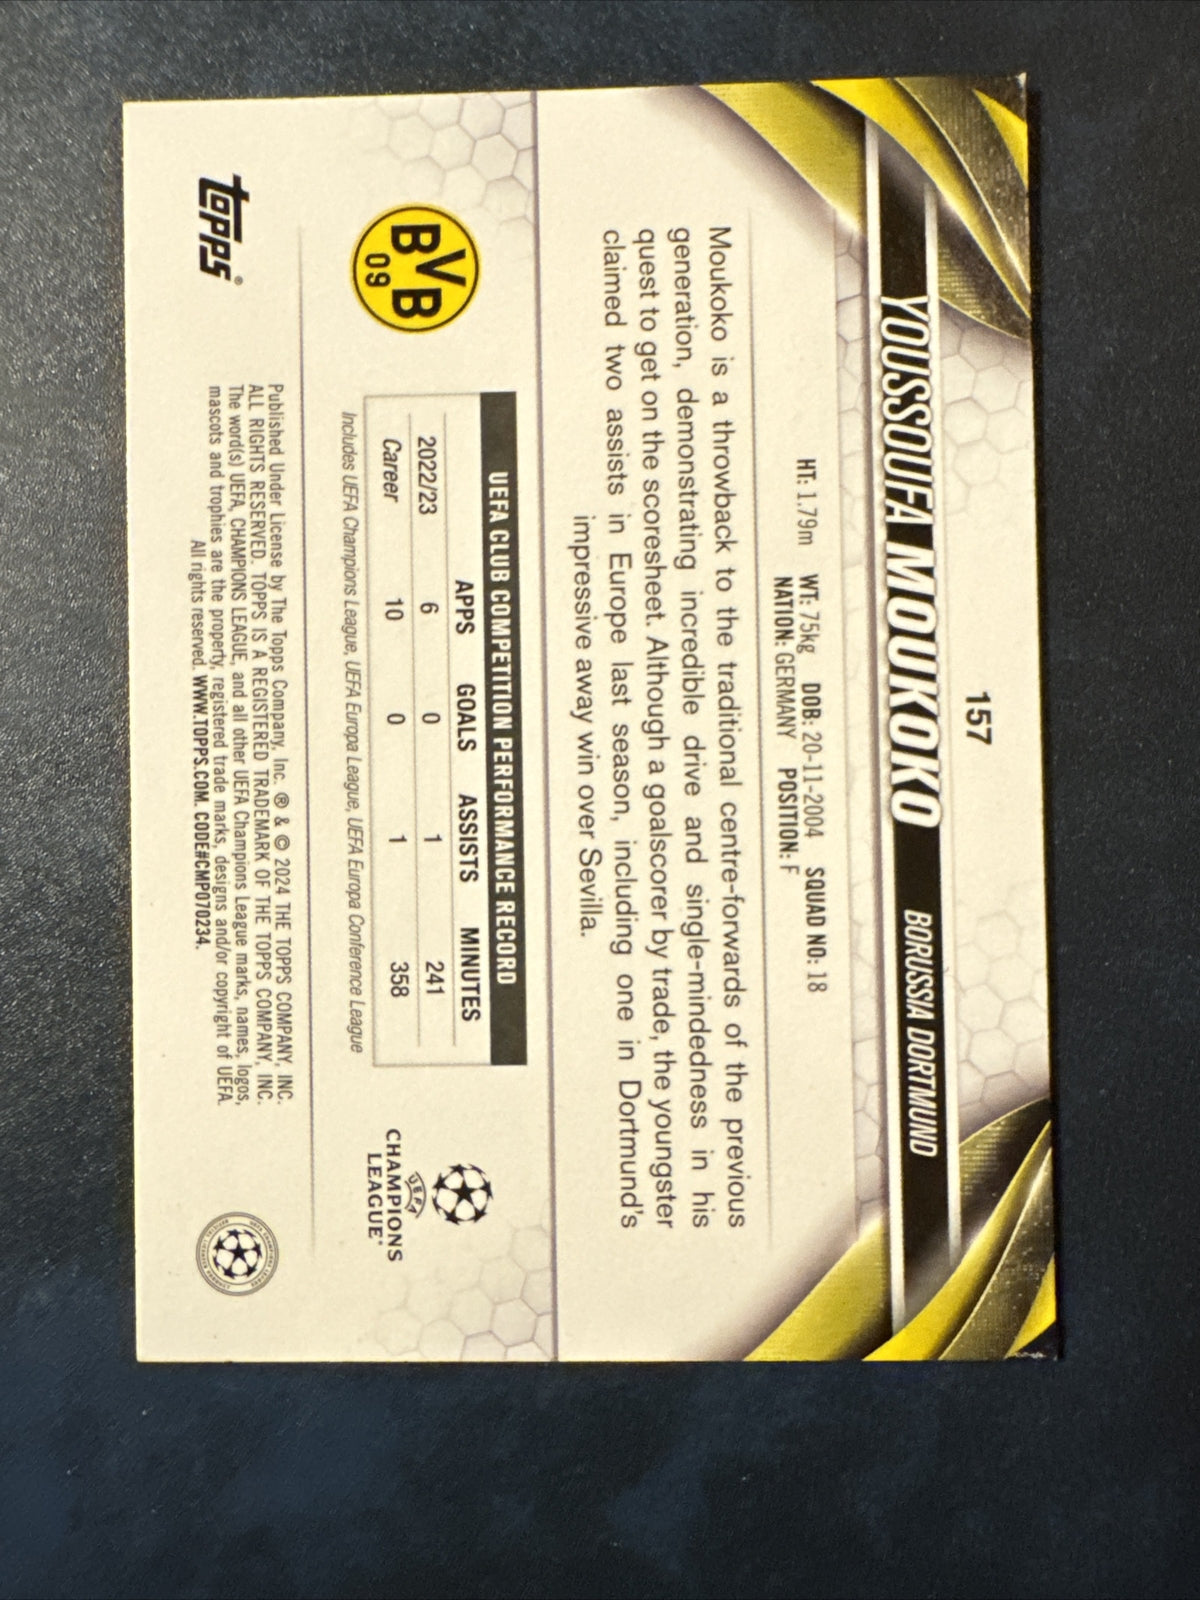 157
YOUSSOUFA MOUKOKO BORUSSIA DORTMUND
HT: 1.79m WT: 75kg DOB: 20-11-2004 SQUAD NO: 18
NATION: GERMANY POSITION: F
Moukoko is a throwback to the traditional centre-forwards of the previous
generation, demonstrating incredible drive and single-mindedness in his
quest to get on the scoresheet. Although a goalscorer by trade, the youngster
claimed two assists in Europe last season, including one in Dortmund's
impressive away win over Sevilla.
BVB
09
UEFA CLUB COMPETITION PERFORMANCE RECORD
APPS GOALS ASSISTS MINUTES
2022/23 6 0 1 241
Career 10 0 1 358
Includes UEFA Champions League, UEFA Europa League, UEFA Europa Conference League
UEFA
CHAMPIONS
LEAGUE®
topps®
Published Under License by The Topps Company, Inc. ® & © 2024 THE TOPPS COMPANY, INC.
ALL RIGHTS RESERVED. TOPPS IS A REGISTERED TRADEMARK OF THE TOPPS COMPANY, INC.
The word(s) UEFA, CHAMPIONS LEAGUE, and all other UEFA Champions League marks, names, logos,
mascots and trophies are the property, registered trade marks, designs and/or copyright of UEFA.
All rights reserved. WWW.TOPPS.COM. CODE#CMP070234.